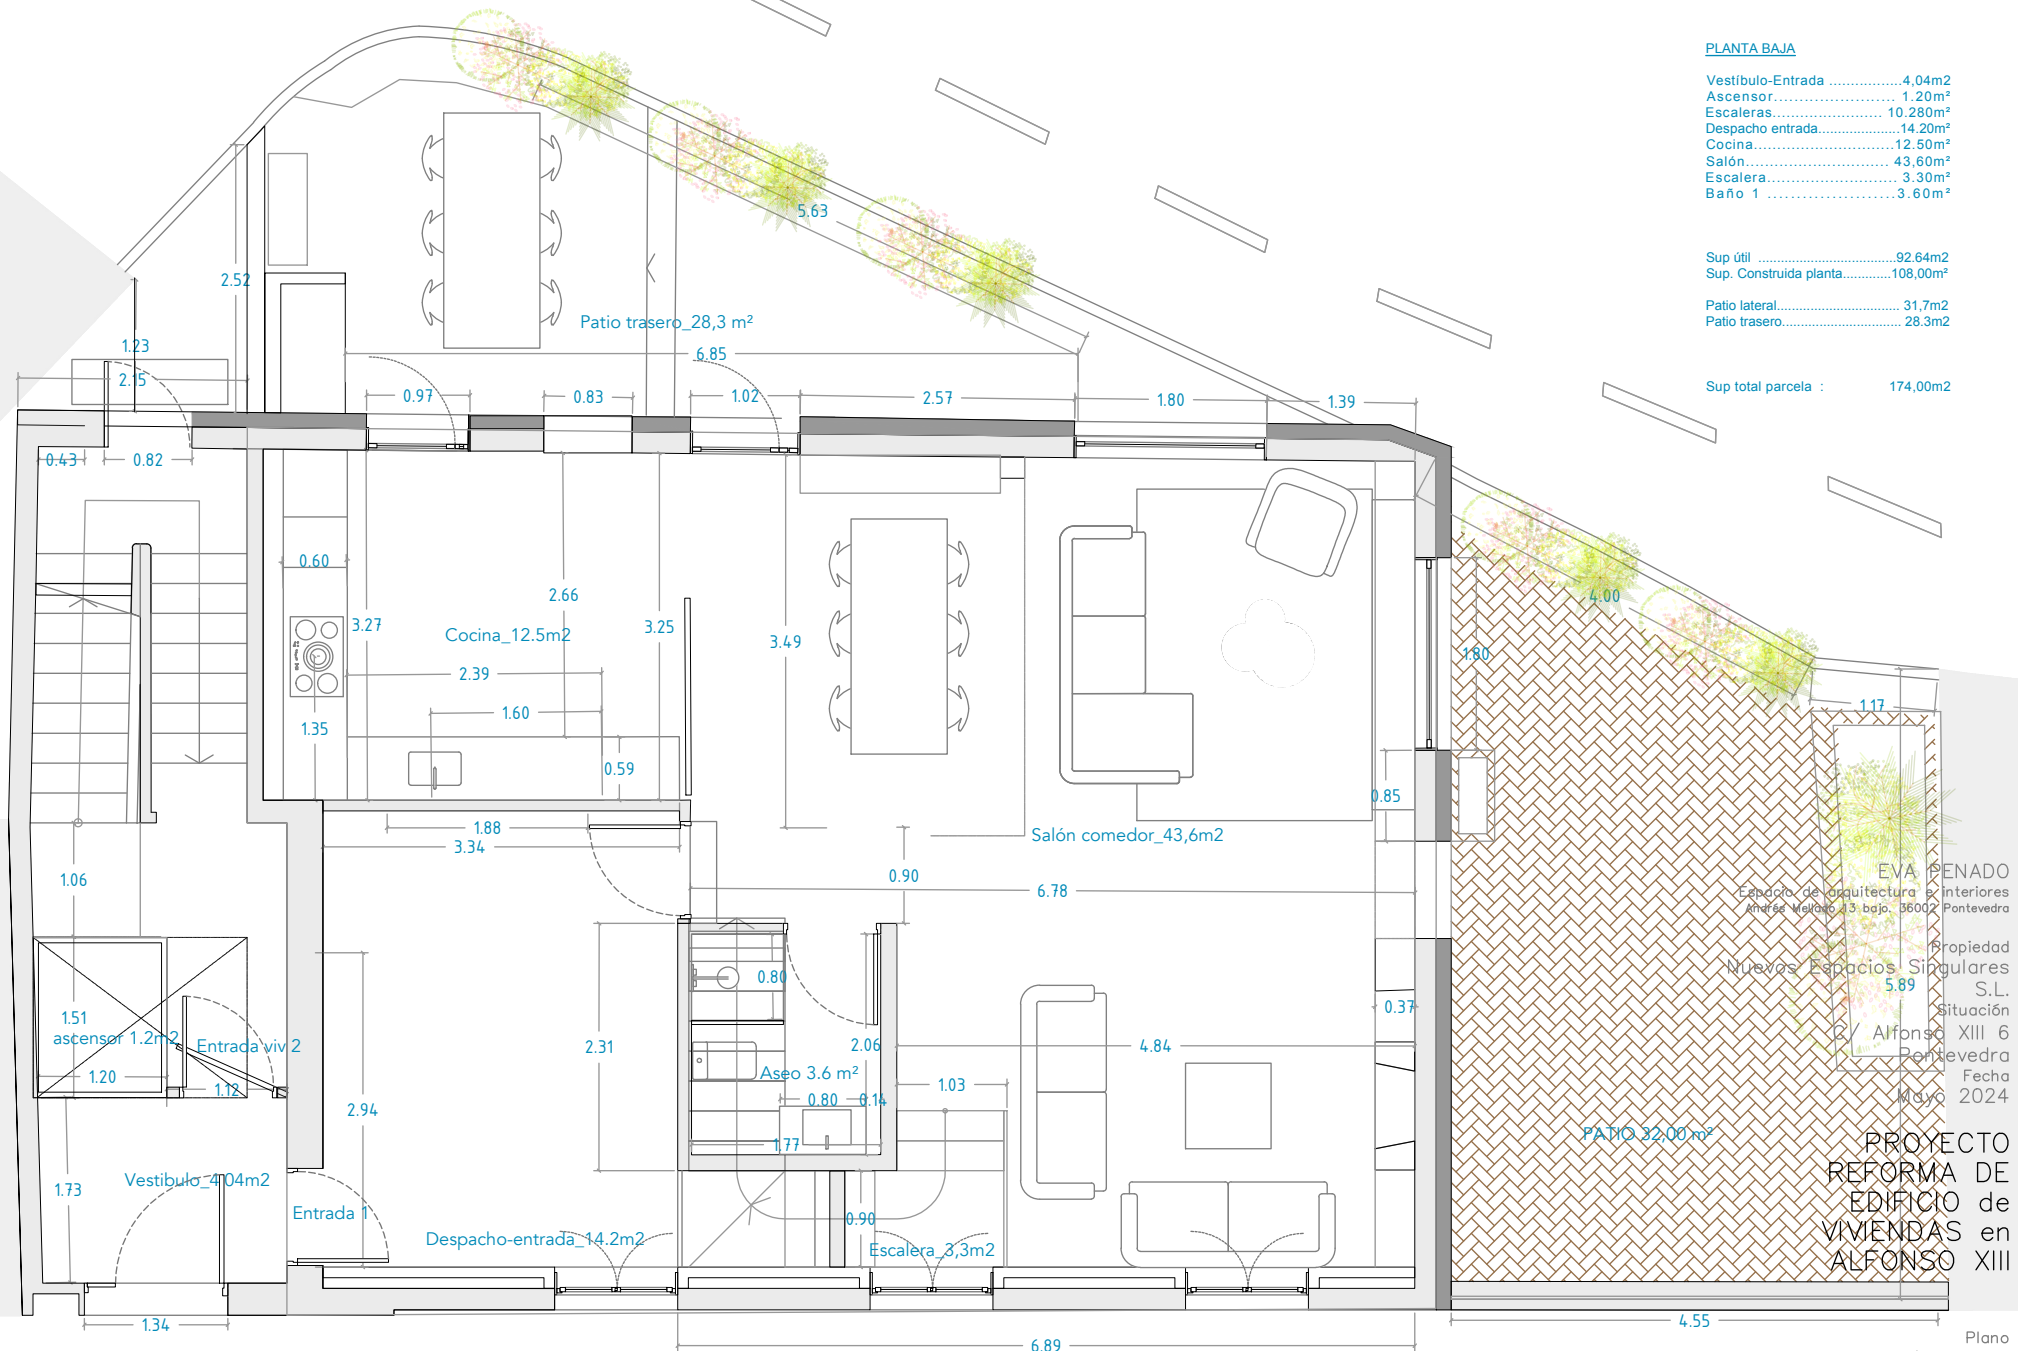 PLANTA BAJA
Vestíbulo-Entrada .................4,04m2
Ascensor........................ 1.20m²
Escaleras...................... 10.280m²
Despacho entrada......................14.20m²
Cocina............................12.50m²
Salón............................ 43,60m²
Escalera.......................... 3.30m²
Baño 1 ......................3.60m²
Sup útil ........................................92.64m2
Sup. Construida planta.............108,00m²
Patio lateral................................... 31,7m2
Patio trasero.................................. 28.3m2
Sup total parcela : 174,00m2
5.63
2.52
Patio trasero_28,3 m²
1.23
6.85
2.15
0.97
0.83
1.02
2.57
1.80
1.39
0.43
0.82
0.60
2.66
4.00
3.27
Cocina_12.5m2
3.25
3.49
1.80
2.39
1.60
1.17
1.35
0.59
0.85
1.88
3.34
Salón comedor_43,6m2
1.06
0.90
6.78
EVA PENADO
Espacio de arquitectura e interiores
Andrés Mellado 13 bajo. 36002 Pontevedra
Propiedad
Nuevos Espacios Singulares
S.L.
Situación
C/ Alfonso XIII 6
Pontevedra
Fecha
Mayo 2024
0.80
5.89
0.37
1.51
ascensor 1.2m2
Entrada viv 2
2.31
2.06
4.84
1.20
1.12
Aseo 3.6 m²
1.03
0.80
0.14
2.94
1.77
PATIO 32,00 m²
PROYECTO
REFORMA DE
EDIFICIO de
VIVIENDAS en
ALFONSO XIII
1.73
Vestibulo_4.04m2
Entrada 1
0.90
Despacho-entrada_14.2m2
Escalera_3,3m2
1.34
4.55
6.89
Plano